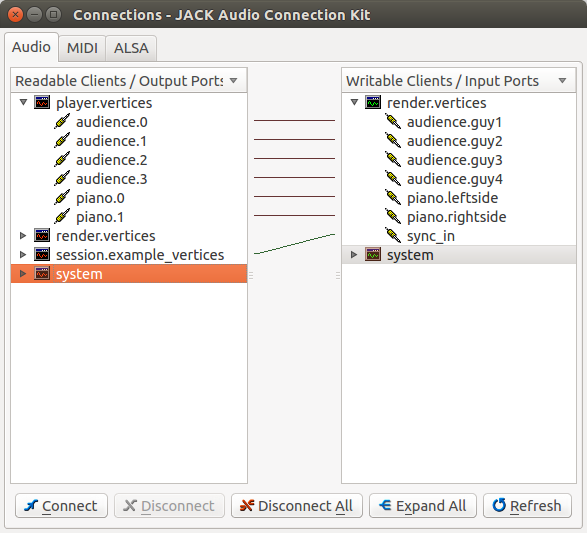 Connections - JACK Audio Connection Kit
Audio MIDI ALSA
Readable Clients / Output Ports
player.vertices
audience.0
audience.1
audience.2
audience.3
piano.0
piano.1
render.vertices
session.example_vertices
system
Writable Clients / Input Ports
render.vertices
audience.guy1
audience.guy2
audience.guy3
audience.guy4
piano.leftside
piano.rightside
sync_in
system
Connect Disconnect Disconnect All Expand All Refresh